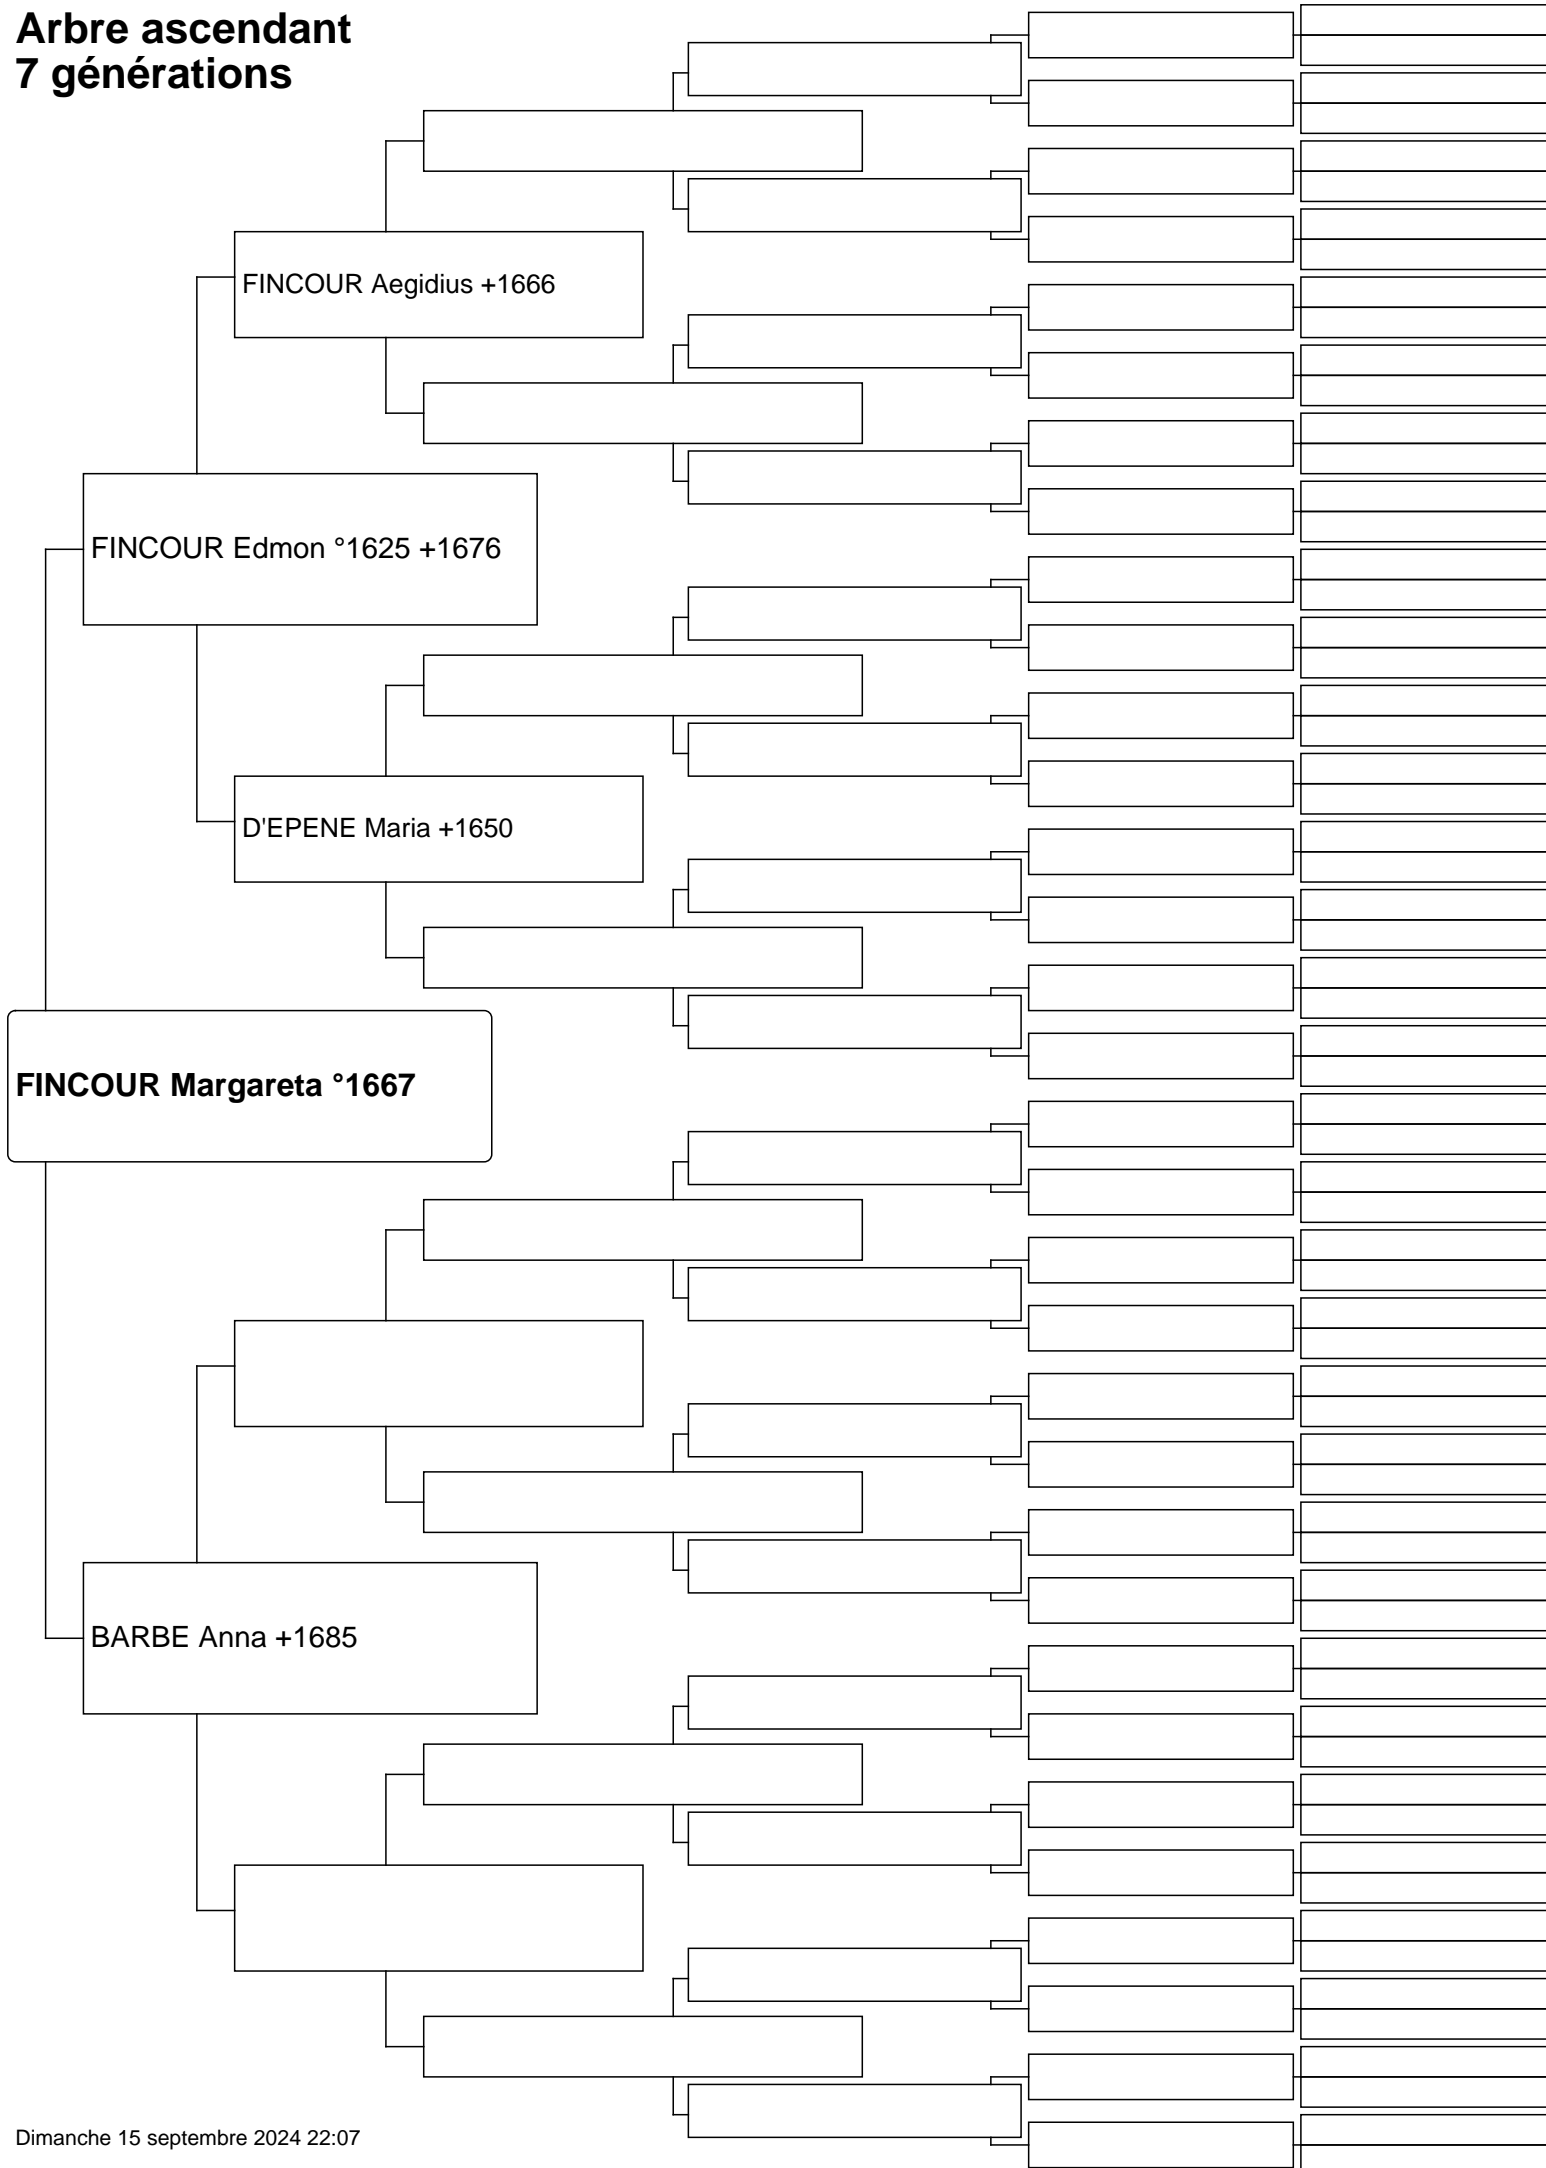 Arbre ascendant
7 générations
FINCOUR Aegidius +1666
FINCOUR Edmon °1625 +1676
D'EPENE Maria +1650
FINCOUR Margareta °1667
BARBE Anna +1685
Dimanche 15 septembre 2024 22:07